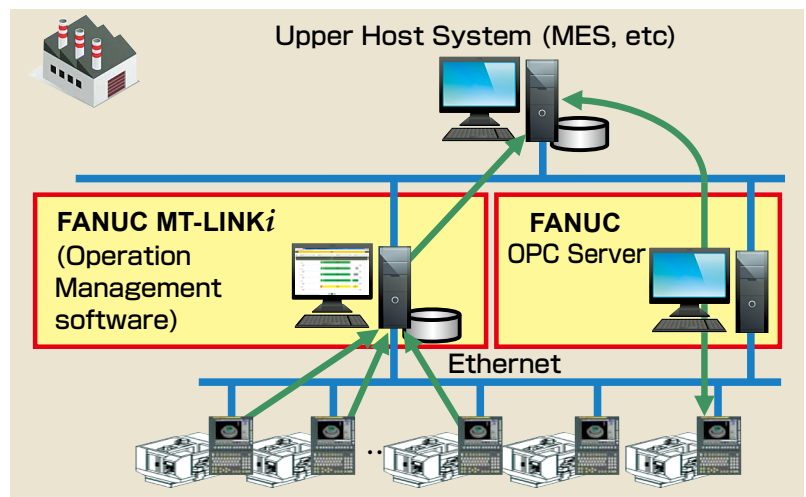 Upper Host System (MES, etc)
FANUC MT-LINKi
(Operation
Management
software)
FANUC
OPC Server
Ethernet
..